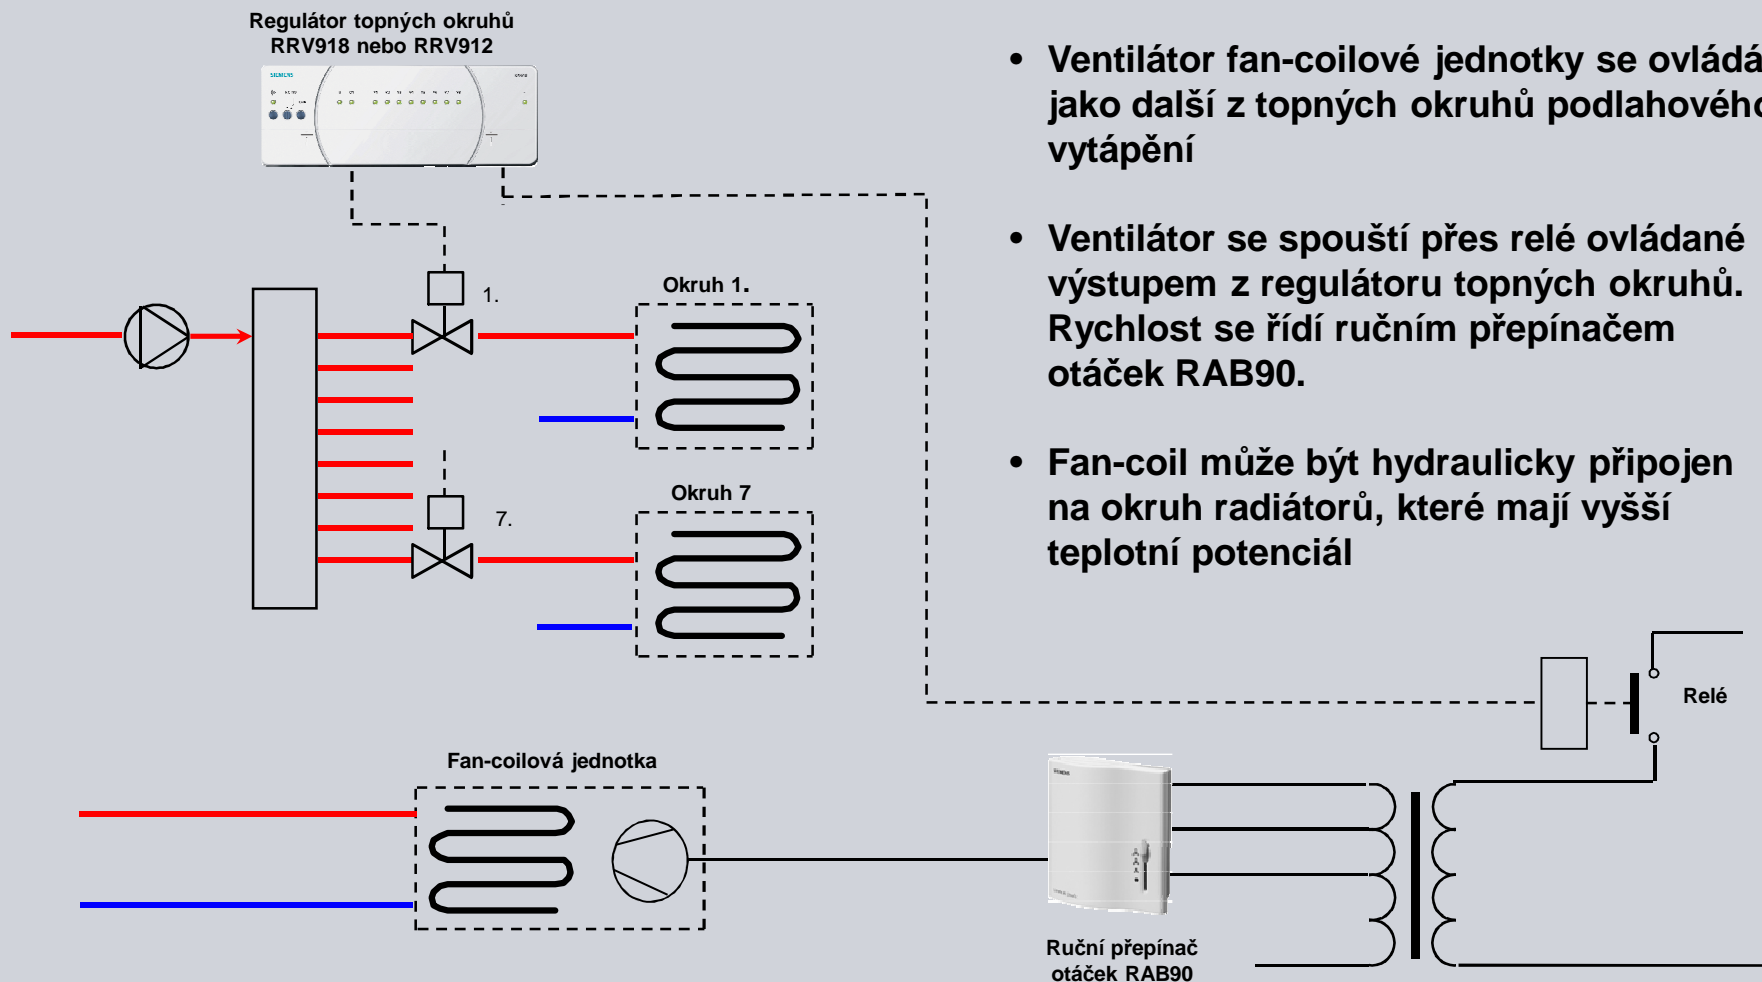 Regulátor topných okruhů
RRV918 nebo RRV912
SIEMENS
• Ventilátor fan-coilové jednotky se ovládá
jako další z topných okruhů podlahového
vytápění
• Ventilátor se spouští přes relé ovládané
výstupem z regulátoru topných okruhů.
Rychlost se řídí ručním přepínačem
otáček RAB90.
• Fan-coil může být hydraulicky připojen
na okruh radiátorů, které mají vyšší
teplotní potenciál
1.
Okruh 1.
7.
Okruh 7
Relé
Fan-coilová jednotka
SIEMENS
Ruční přepínač
otáček RAB90